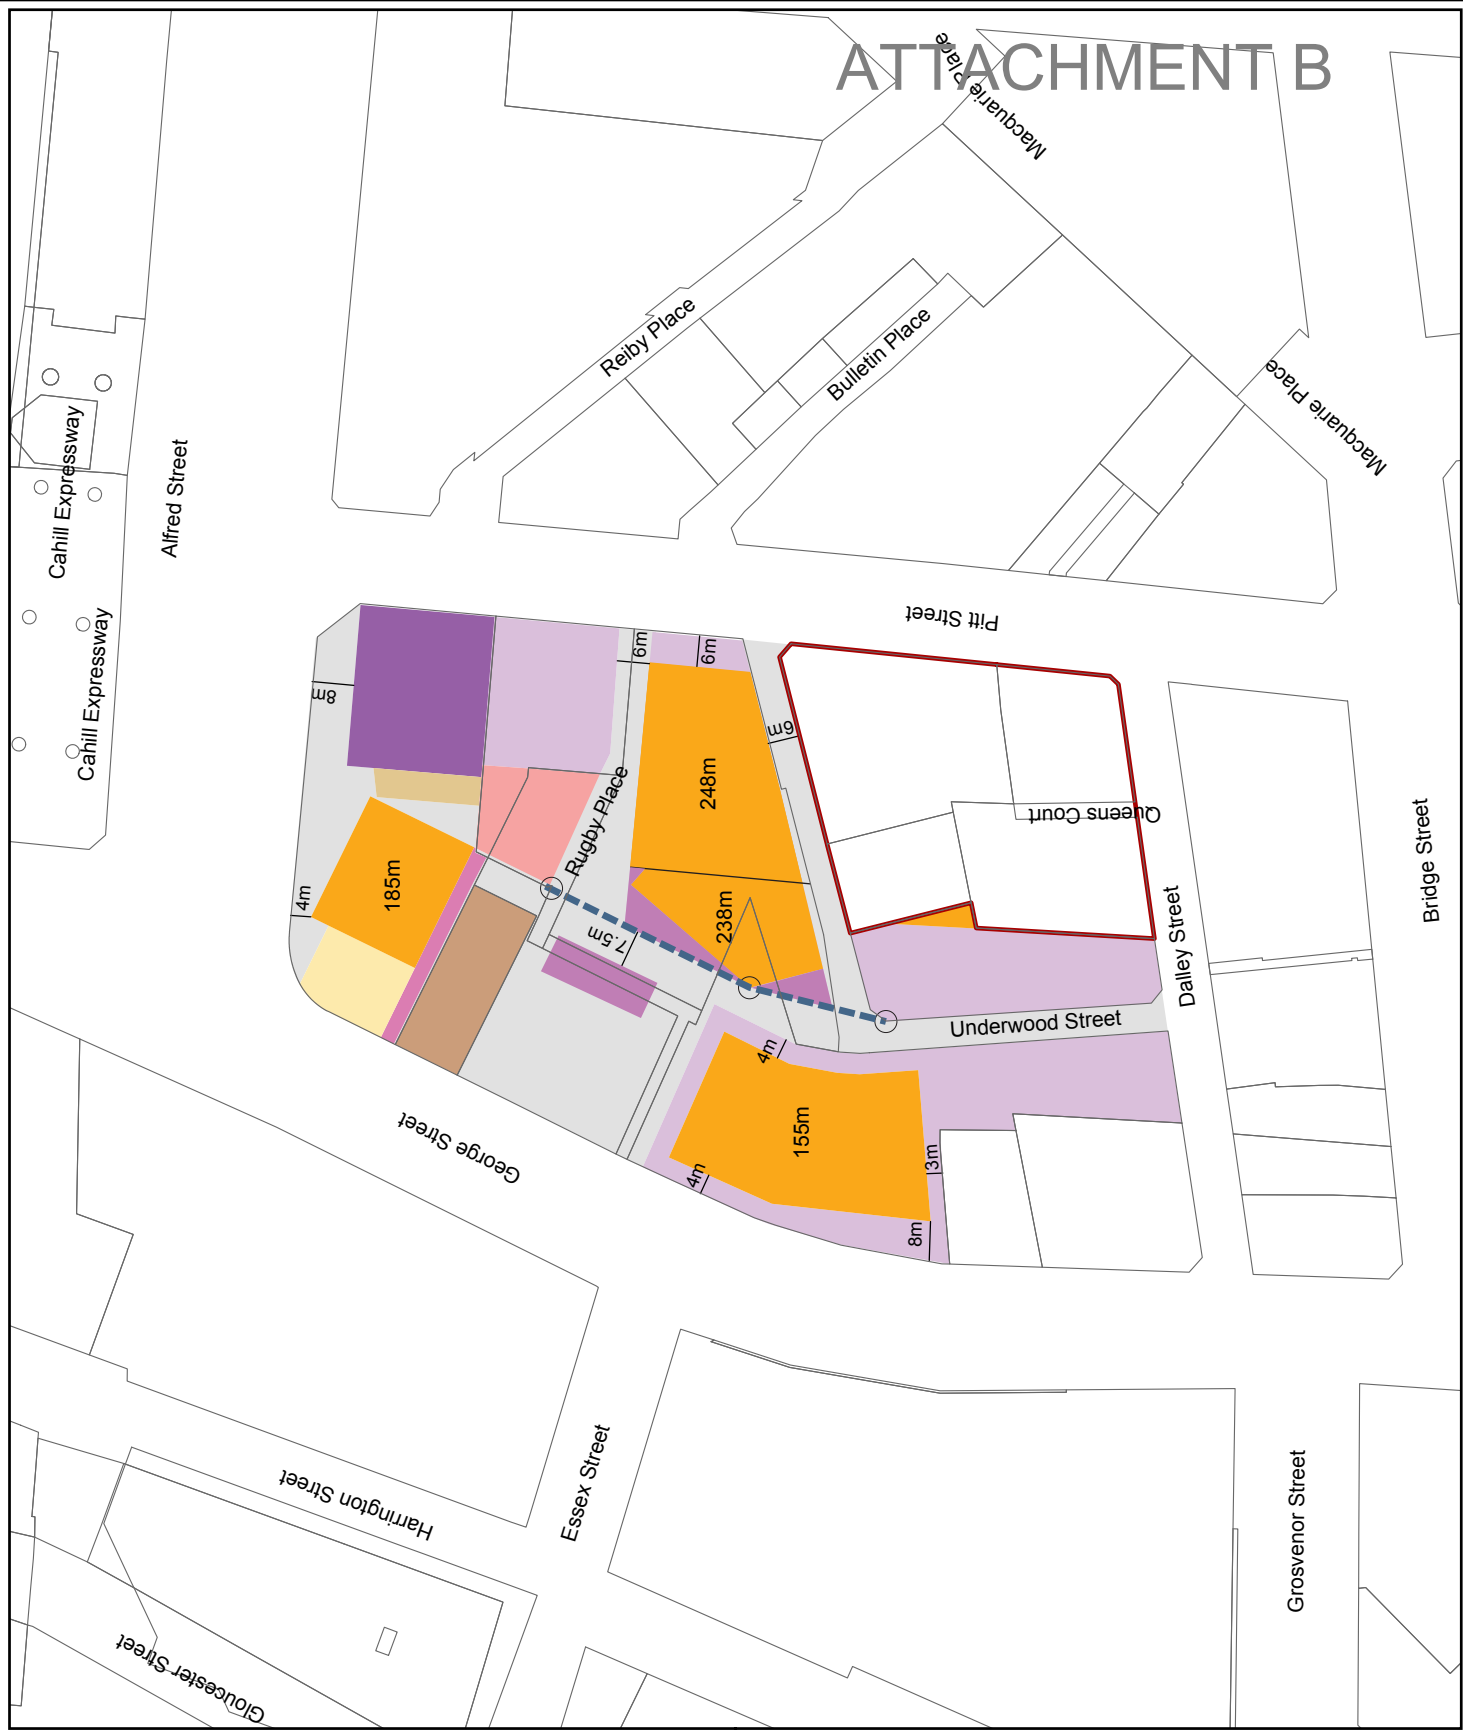 ATTACHMENT B
Macquarie Place
Reiby Place
Bulletin Place
Macquarie Place
Cahill Expressway
Alfred Street
Cahill Expressway
Pitt Street
6m
6m
8m
6m
248m
Rugby Place
Queens Court
185m
4m
238m
7.5m
Bridge Street
Dalley Street
Underwood Street
4m
155m
3m
4m
8m
George Street
Essex Street
Harrington Street
Grosvenor Street
Gloucester Street